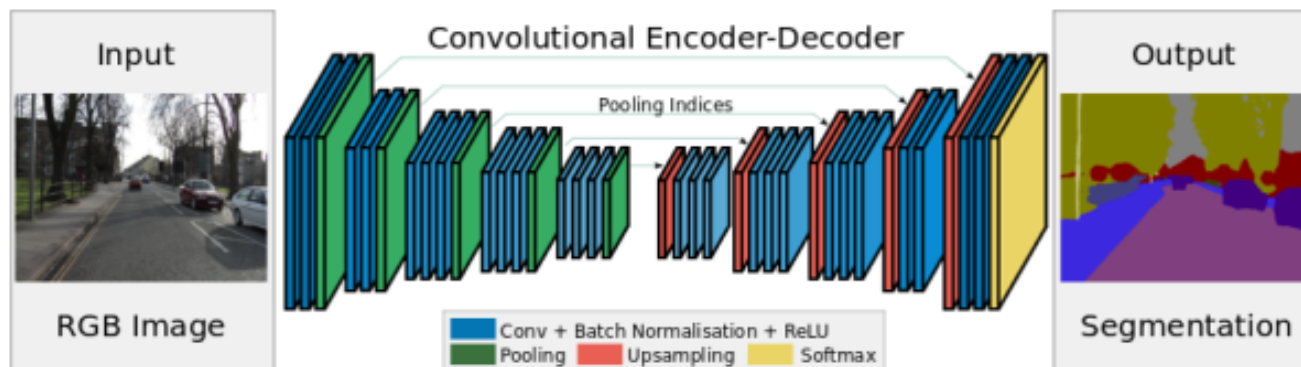 Input
RGB Image
Convolutional Encoder-Decoder
Pooling Indices
Conv + Batch Normalisation + ReLU
Pooling Upsampling Softmax
Output
Segmentation